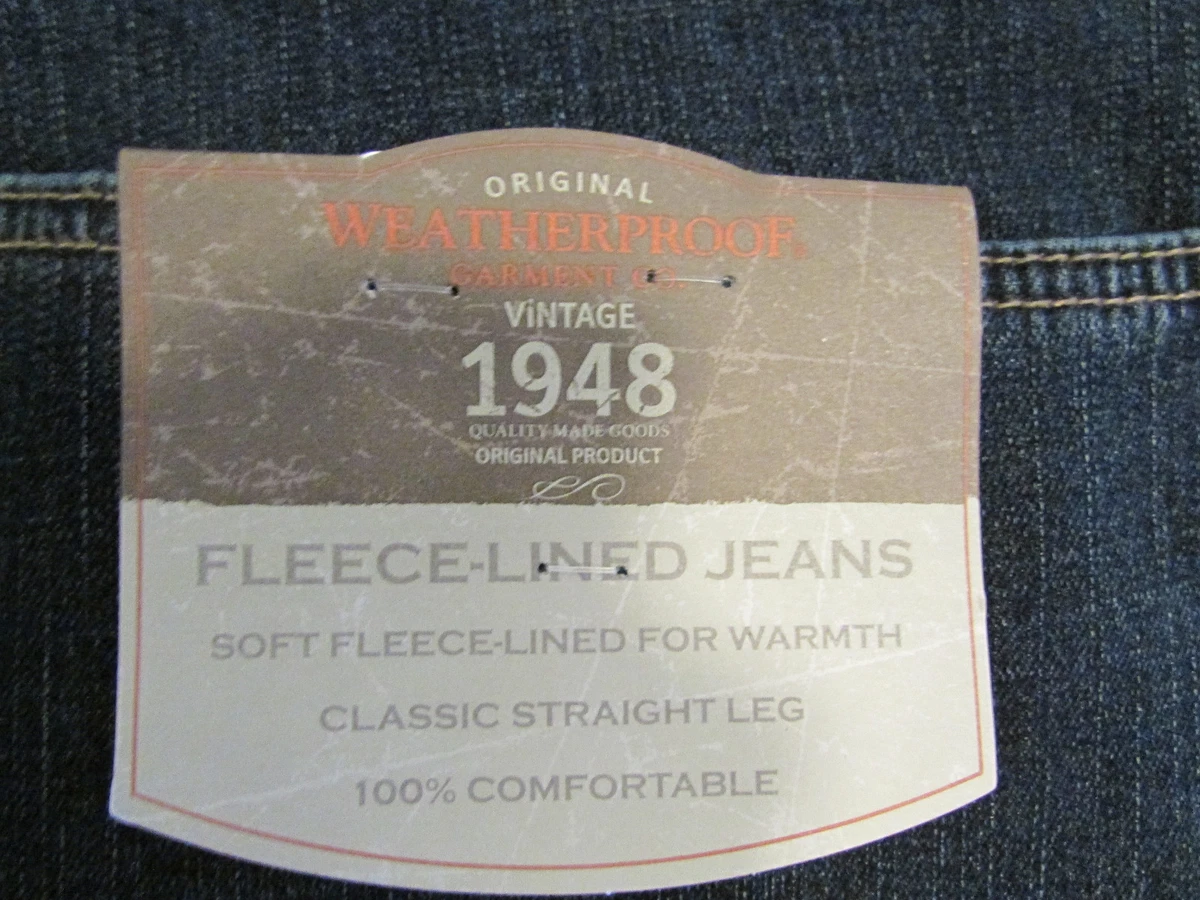 ORIGINAL
WEATHERPROOF®
GARMENT CO.
ViNTAGE
1948
QUALITY MADE GOODS
ORIGINAL PRODUCT
FLEECE-LINED JEANS
SOFT FLEECE-LINED FOR WARMTH
CLASSIC STRAIGHT LEG
100% COMFORTABLE